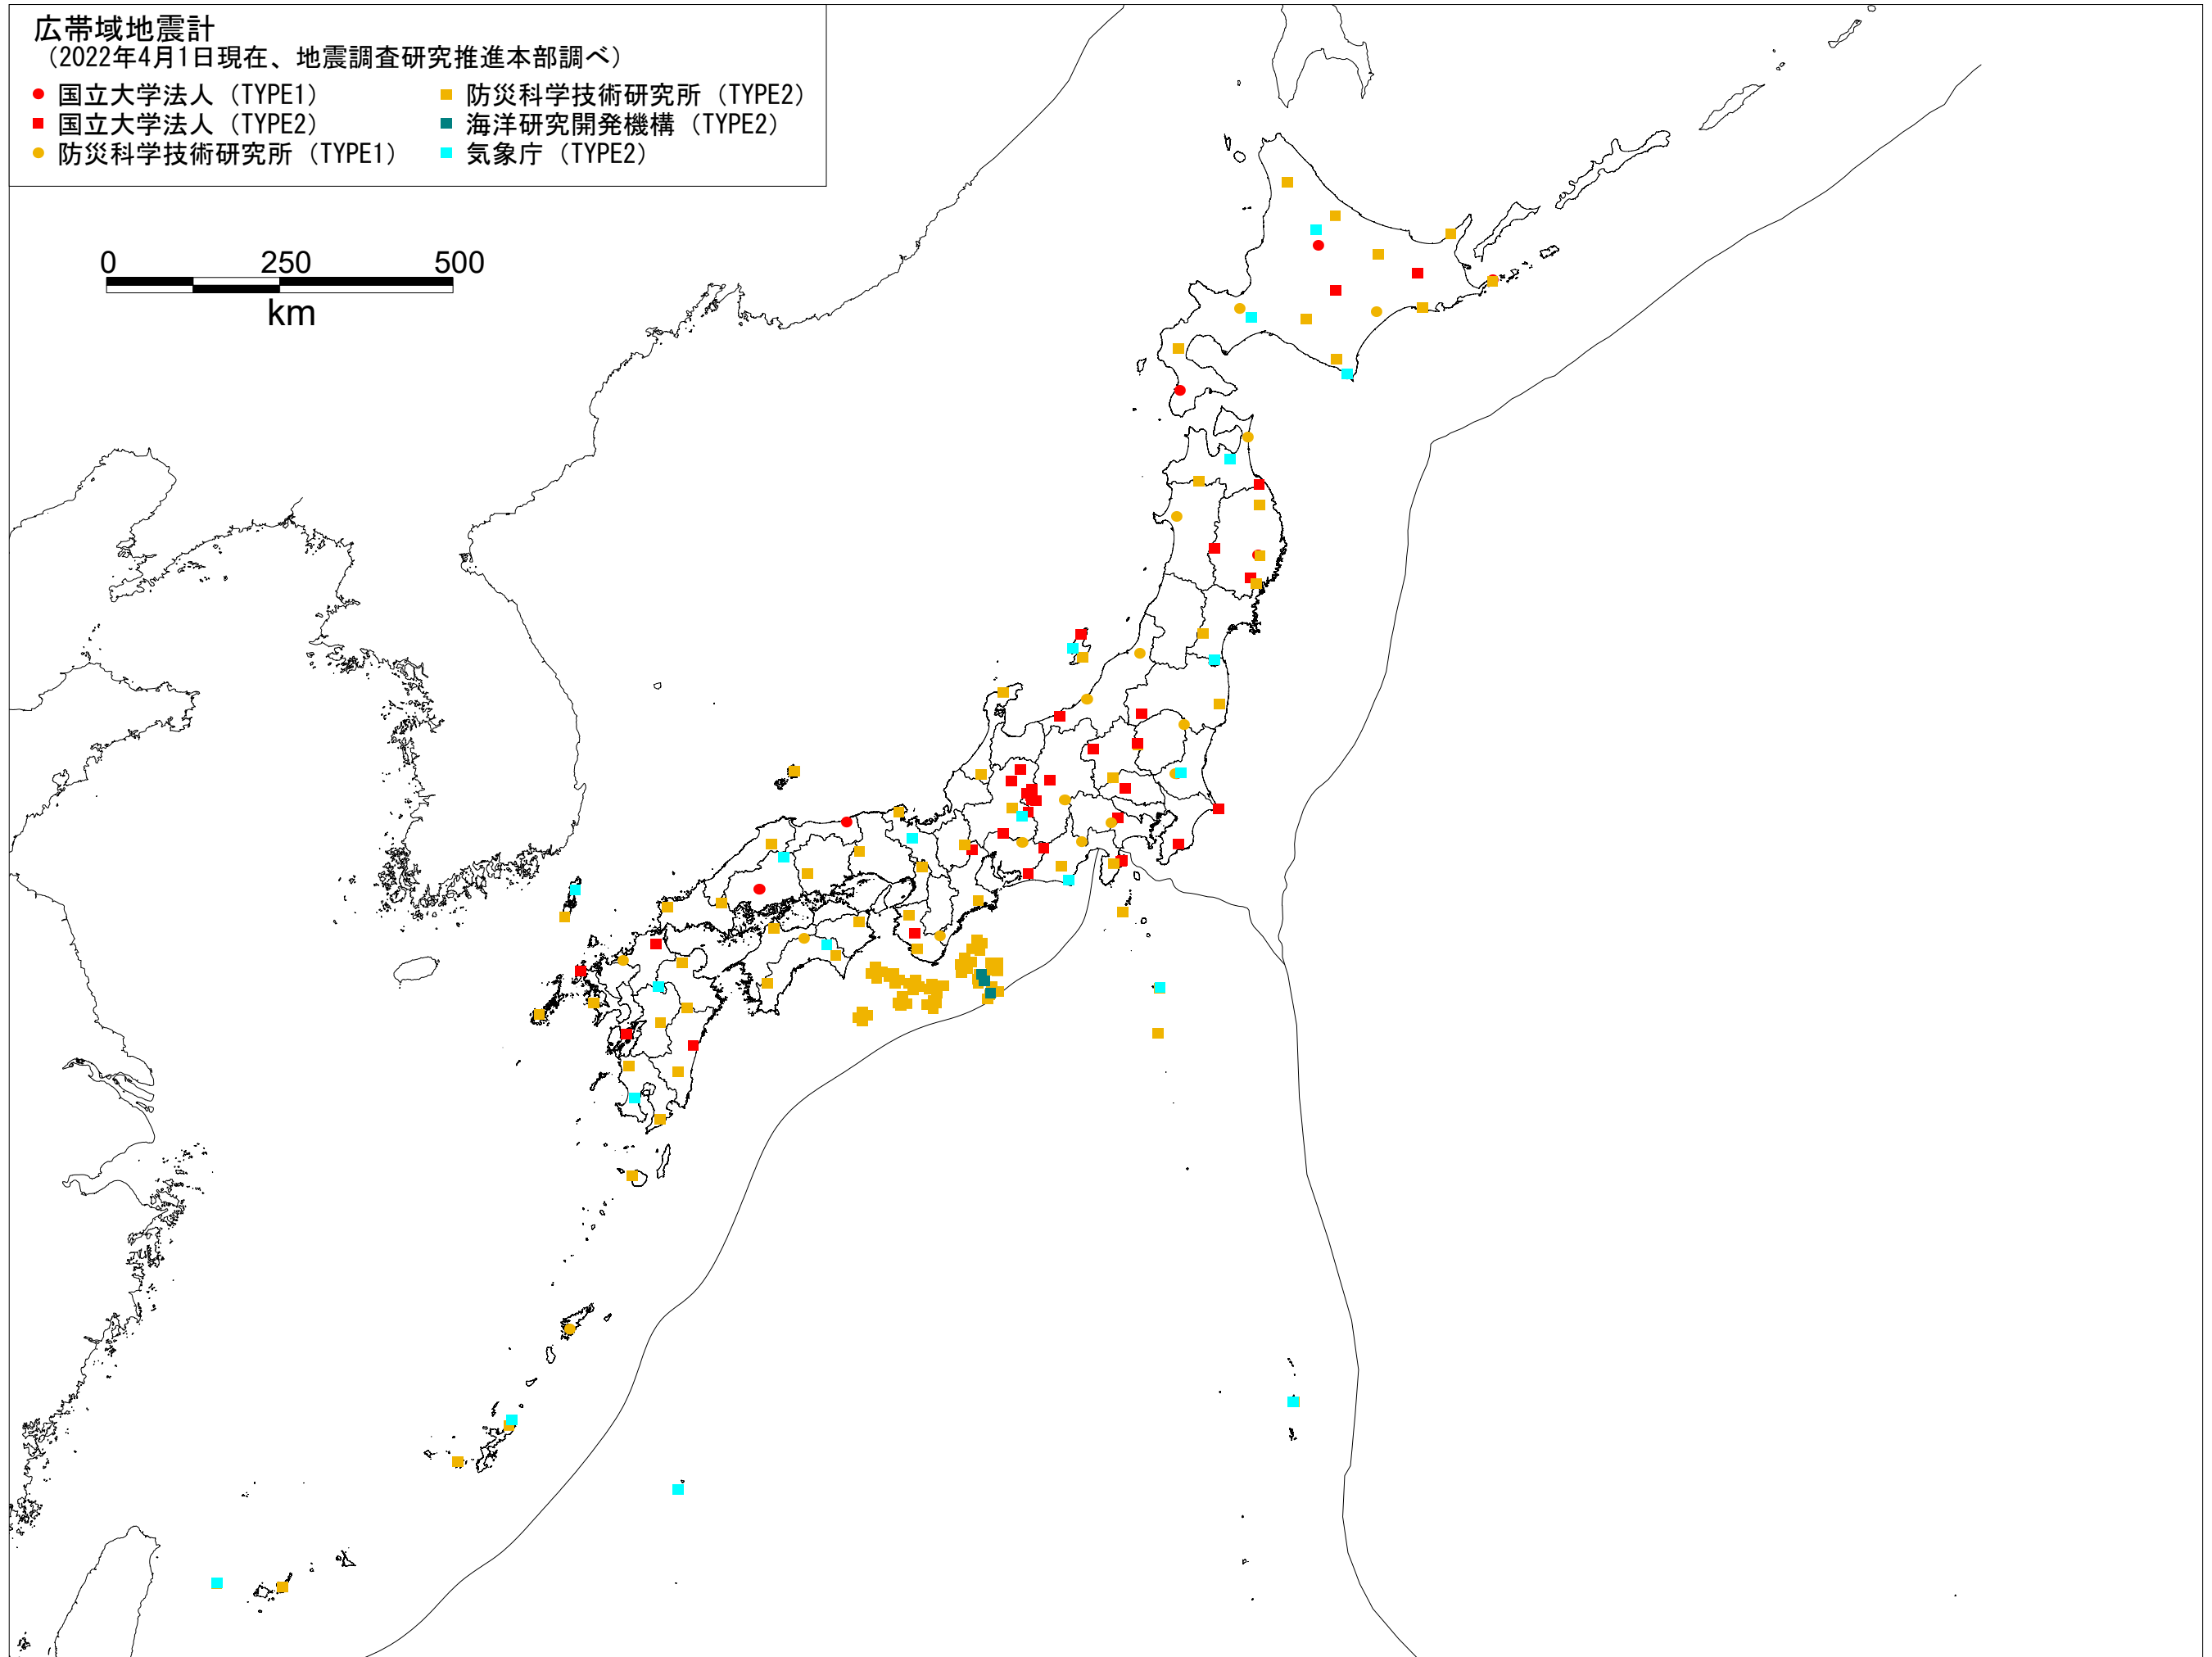 広帯域地震計
（2022年4月1日現在、地震調査研究推進本部調べ）
国立大学法人（TYPE1）
国立大学法人（TYPE2）
防災科学技術研究所（TYPE1）
防災科学技術研究所（TYPE2）
海洋研究開発機構（TYPE2）
気象庁（TYPE2）
0 250 500
km